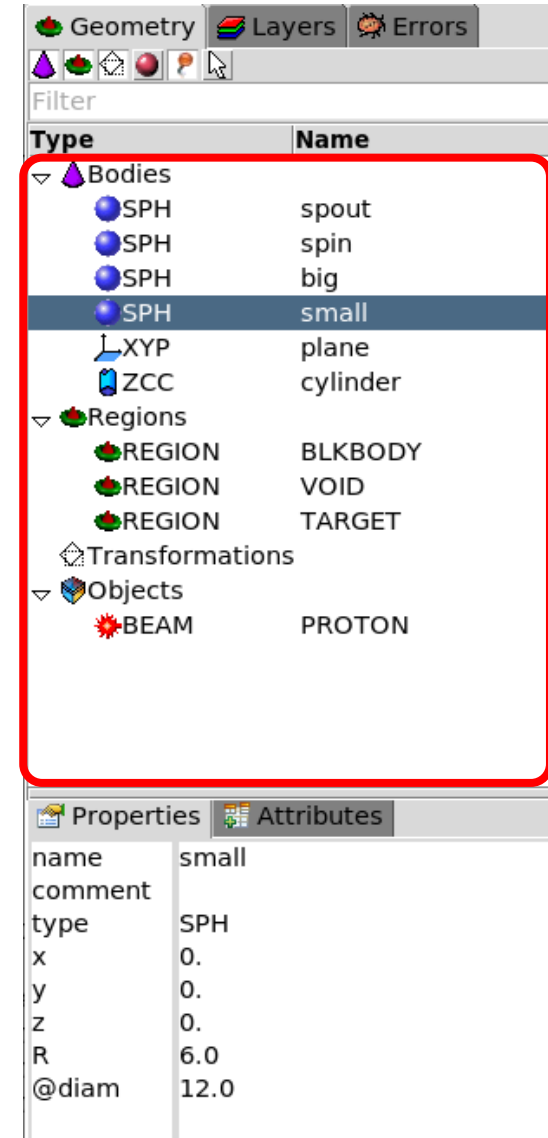 Geometry Layers Errors
Filter
Type Name
Bodies
SPH spout
SPH spin
SPH big
SPH small
XYP plane
ZCC cylinder
Regions
REGION BLKBODY
REGION VOID
REGION TARGET
Transformations
Objects
BEAM PROTON
Properties Attributes
name small
comment
type SPH
x 0.
y 0.
z 0.
R 6.0
@diam 12.0